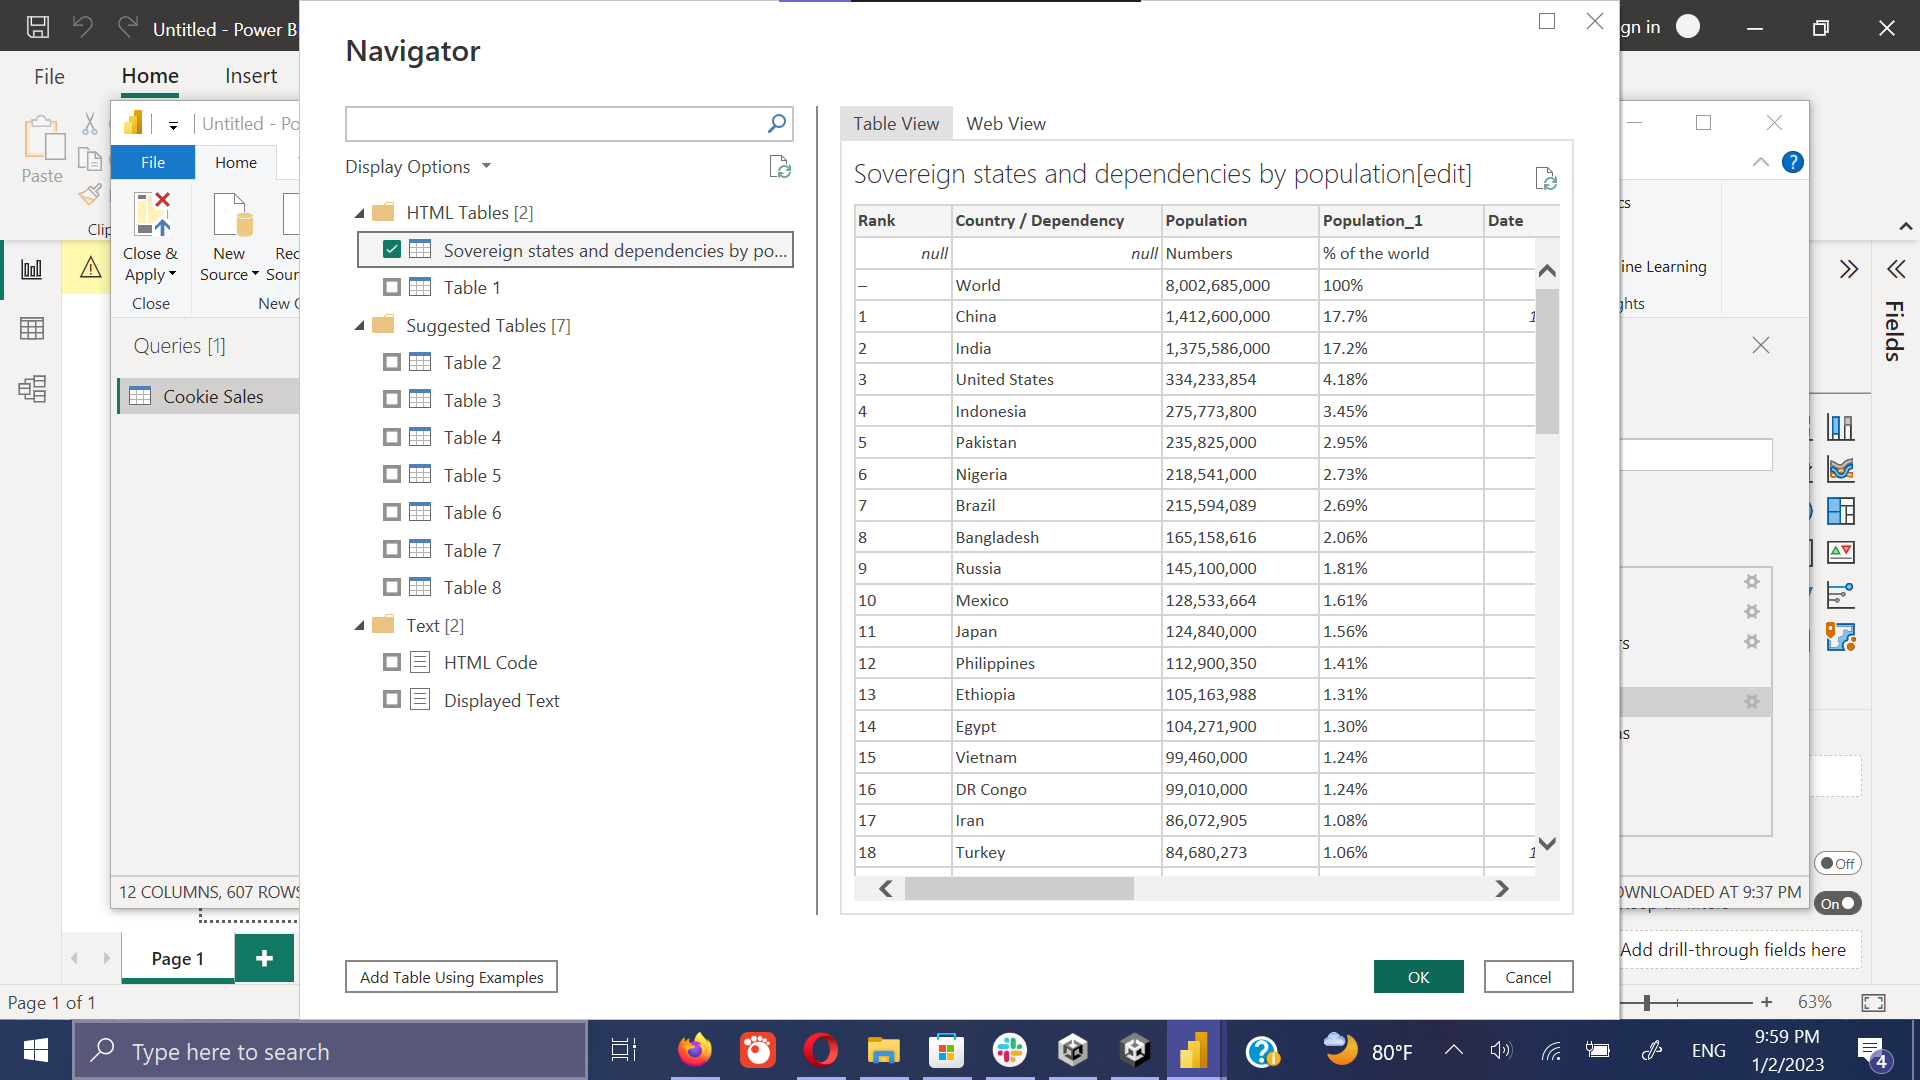 Untitled - Power B
gn in
File
Home
Insert
Paste
Clip
Untitled - Po
File
Home
Close &
Apply
Close
New
Source
Rec
Sour
New
Queries [1]
Cookie Sales
12 COLUMNS, 607 ROWS
Navigator
Display Options
HTML Tables [2]
Sovereign states and dependencies by po...
Table 1
Suggested Tables [7]
Table 2
Table 3
Table 4
Table 5
Table 6
Table 7
Table 8
Text [2]
HTML Code
Displayed Text
Table View
Web View
Sovereign states and dependencies by population[edit]
Rank Country / Dependency Population Population_1 Date
null null Numbers % of the world
– World 8,002,685,000 100%
1 China 1,412,600,000 17.7% 1
2 India 1,375,586,000 17.2%
3 United States 334,233,854 4.18%
4 Indonesia 275,773,800 3.45%
5 Pakistan 235,825,000 2.95%
6 Nigeria 218,541,000 2.73%
7 Brazil 215,594,089 2.69%
8 Bangladesh 165,158,616 2.06%
9 Russia 145,100,000 1.81%
10 Mexico 128,533,664 1.61%
11 Japan 124,840,000 1.56%
12 Philippines 112,900,350 1.41%
13 Ethiopia 105,163,988 1.31%
14 Egypt 104,271,900 1.30%
15 Vietnam 99,460,000 1.24%
16 DR Congo 99,010,000 1.24%
17 Iran 86,072,905 1.08%
18 Turkey 84,680,273 1.06% 1
Add Table Using Examples
OK
Cancel
cs
ine Learning
ghts
Fields
rs
ns
Off
OWNLOADED AT 9:37 PM
On
Add drill-through fields here
Page 1
Page 1 of 1
63%
Type here to search
80°F
ENG
9:59 PM
1/2/2023
4